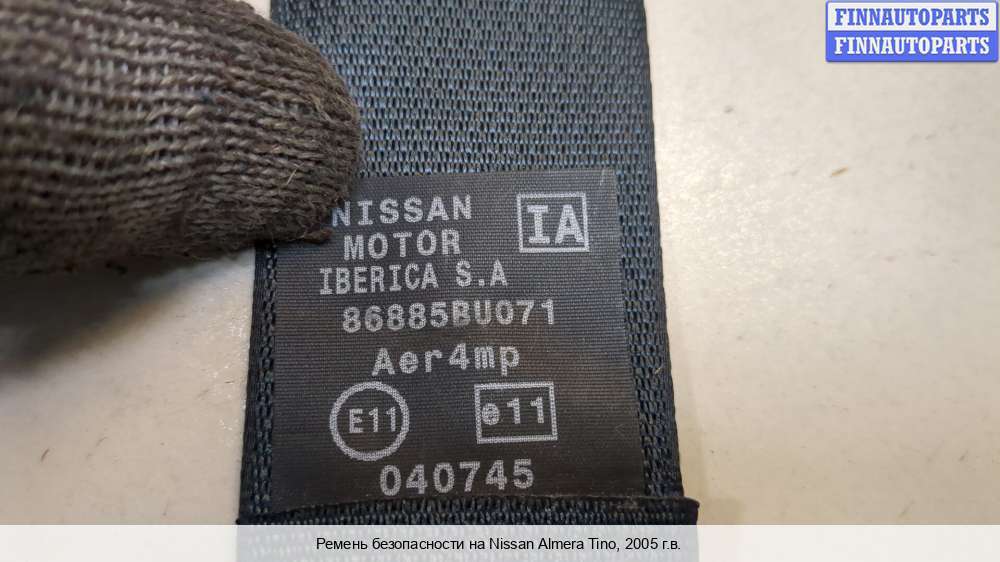 FINNAUTOPARTS
FINNAUTOPARTS
NISSAN
IA
MOTOR
IBERICA S.A
86885BU071
Aer4mp
E11
e11
040745
Ремень безопасности на Nissan Almera Tino, 2005 г.в.